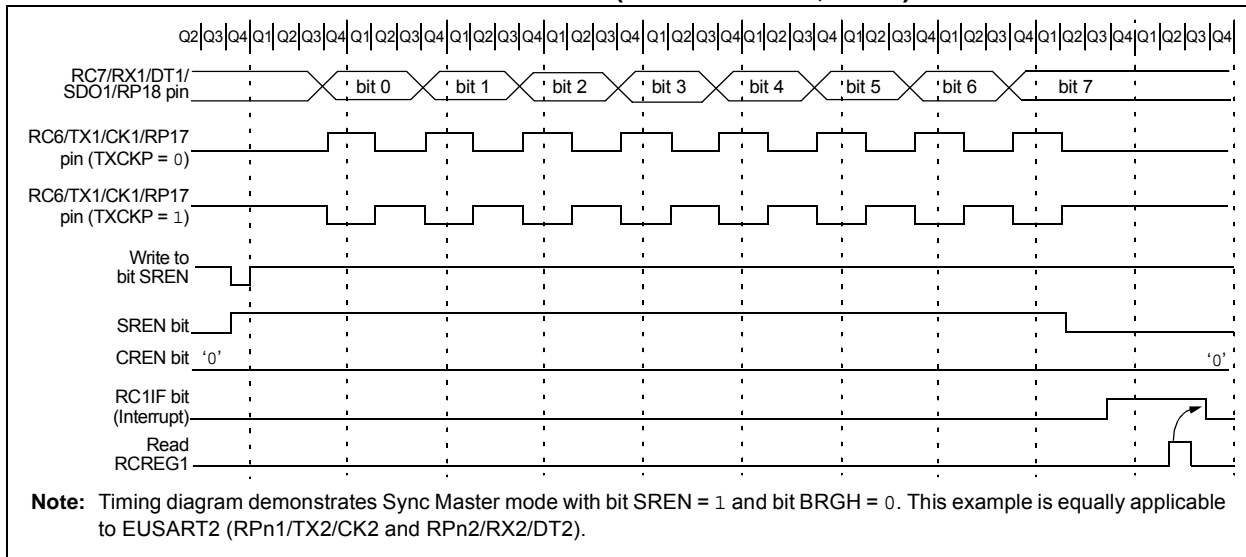 Q2 Q3 Q4 Q1 Q2 Q3 Q4 Q1 Q2 Q3 Q4 Q1 Q2 Q3 Q4 Q1 Q2 Q3 Q4 Q1 Q2 Q3 Q4 Q1 Q2 Q3 Q4 Q1 Q2 Q3 Q4 Q1 Q2 Q3 Q4 Q1 Q2 Q3 Q4 Q1 Q2 Q3 Q4
RC7/RX1/DT1/
SDO1/RP18 pin
bit 0 bit 1 bit 2 bit 3 bit 4 bit 5 bit 6 bit 7
RC6/TX1/CK1/RP17
pin (TXCKP = 0)
RC6/TX1/CK1/RP17
pin (TXCKP = 1)
Write to
bit SREN
SREN bit
CREN bit '0' '0'
RC1IF bit
(Interrupt)
Read
RCREG1
Note: Timing diagram demonstrates Sync Master mode with bit SREN = 1 and bit BRGH = 0. This example is equally applicable
to EUSART2 (RPn1/TX2/CK2 and RPn2/RX2/DT2).